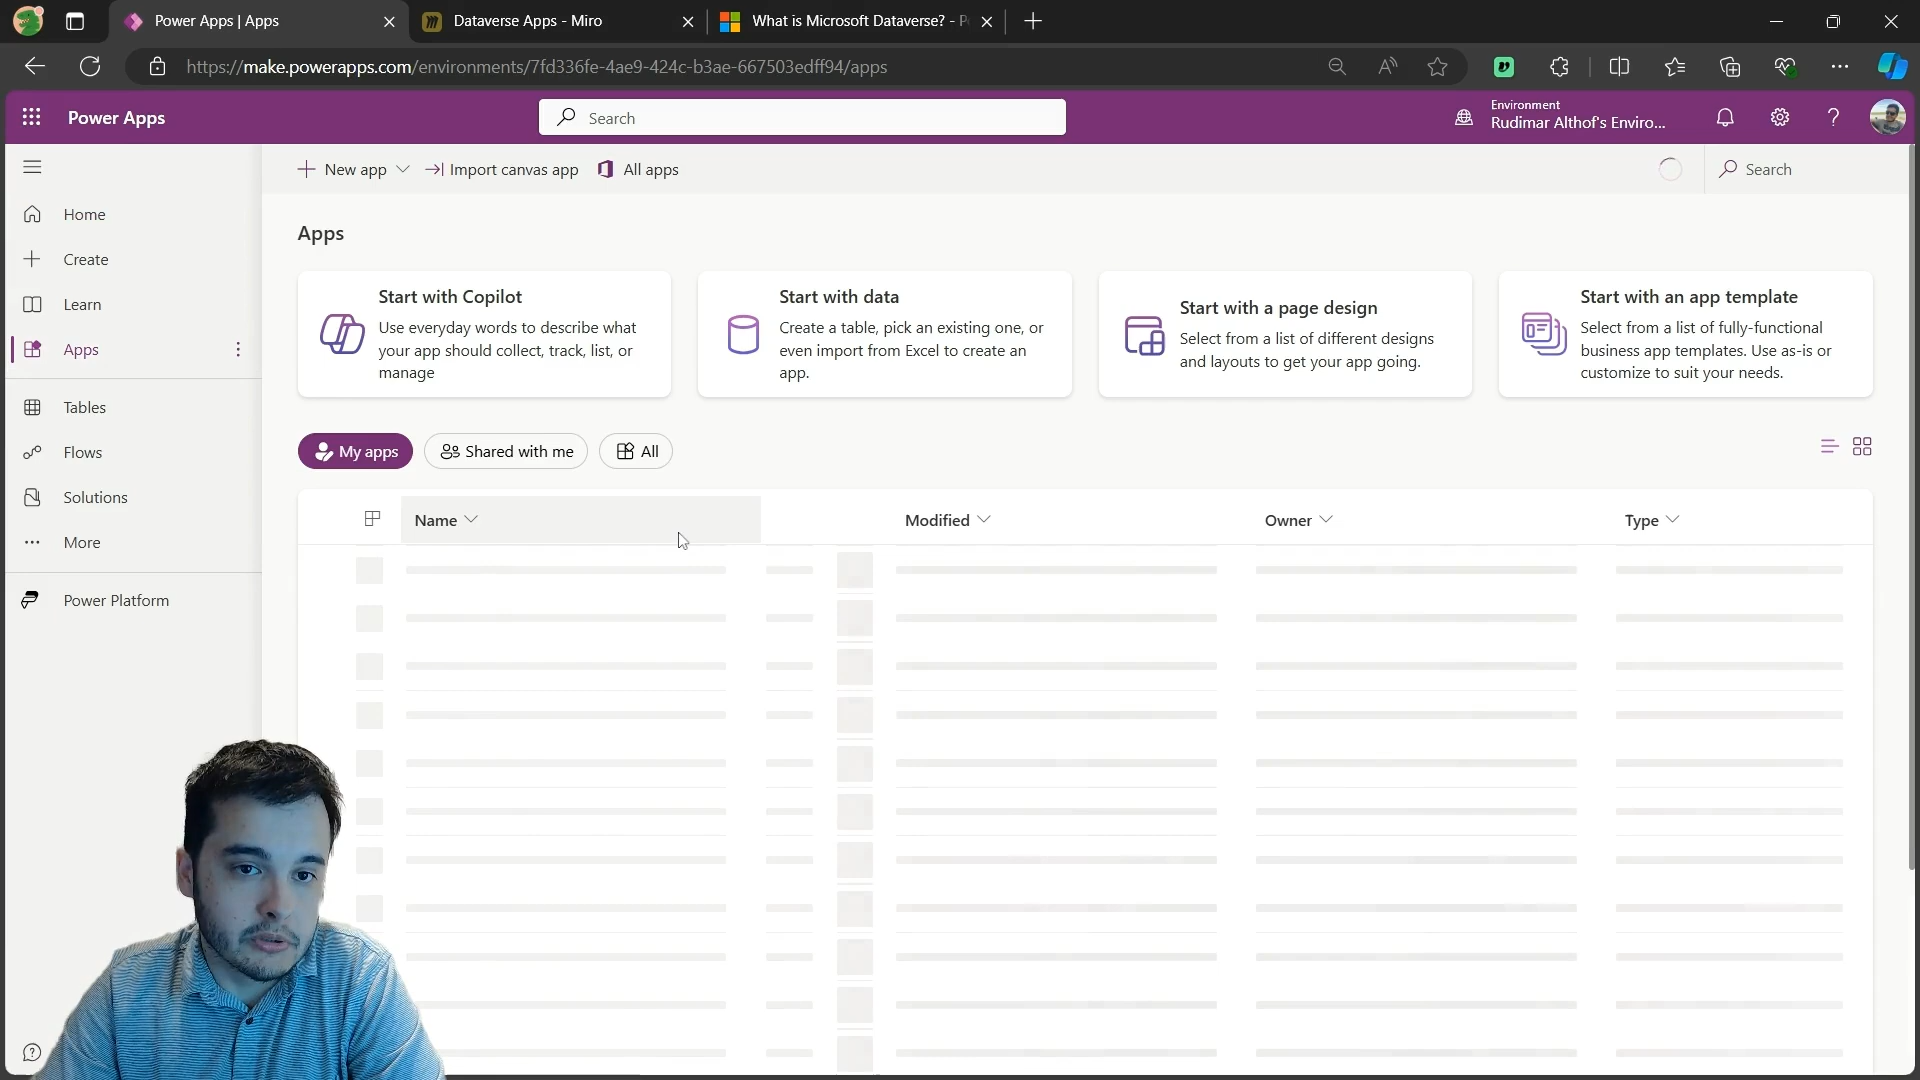 Power Apps | Apps
Dataverse Apps - Miro
What is Microsoft Dataverse? - P
https://make.powerapps.com/environments/7fd336fe-4ae9-424c-b3ae-667503edff94/apps
Power Apps
Search
Environment
Rudimar Althof's Enviro...
New app
Import canvas app
All apps
Search
Home
Create
Learn
Apps
Tables
Flows
Solutions
More
Power Platform
Apps
Start with Copilot
Use everyday words to describe what
your app should collect, track, list, or
manage
Start with data
Create a table, pick an existing one, or
even import from Excel to create an
app.
Start with a page design
Select from a list of different designs
and layouts to get your app going.
Start with an app template
Select from a list of fully-functional
business app templates. Use as-is or
customize to suit your needs.
My apps
Shared with me
All
Name
Modified
Owner
Type